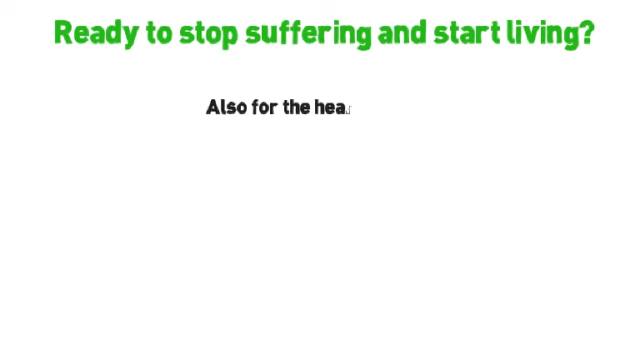 Ready to stop suffering and start living?
Also for the hea